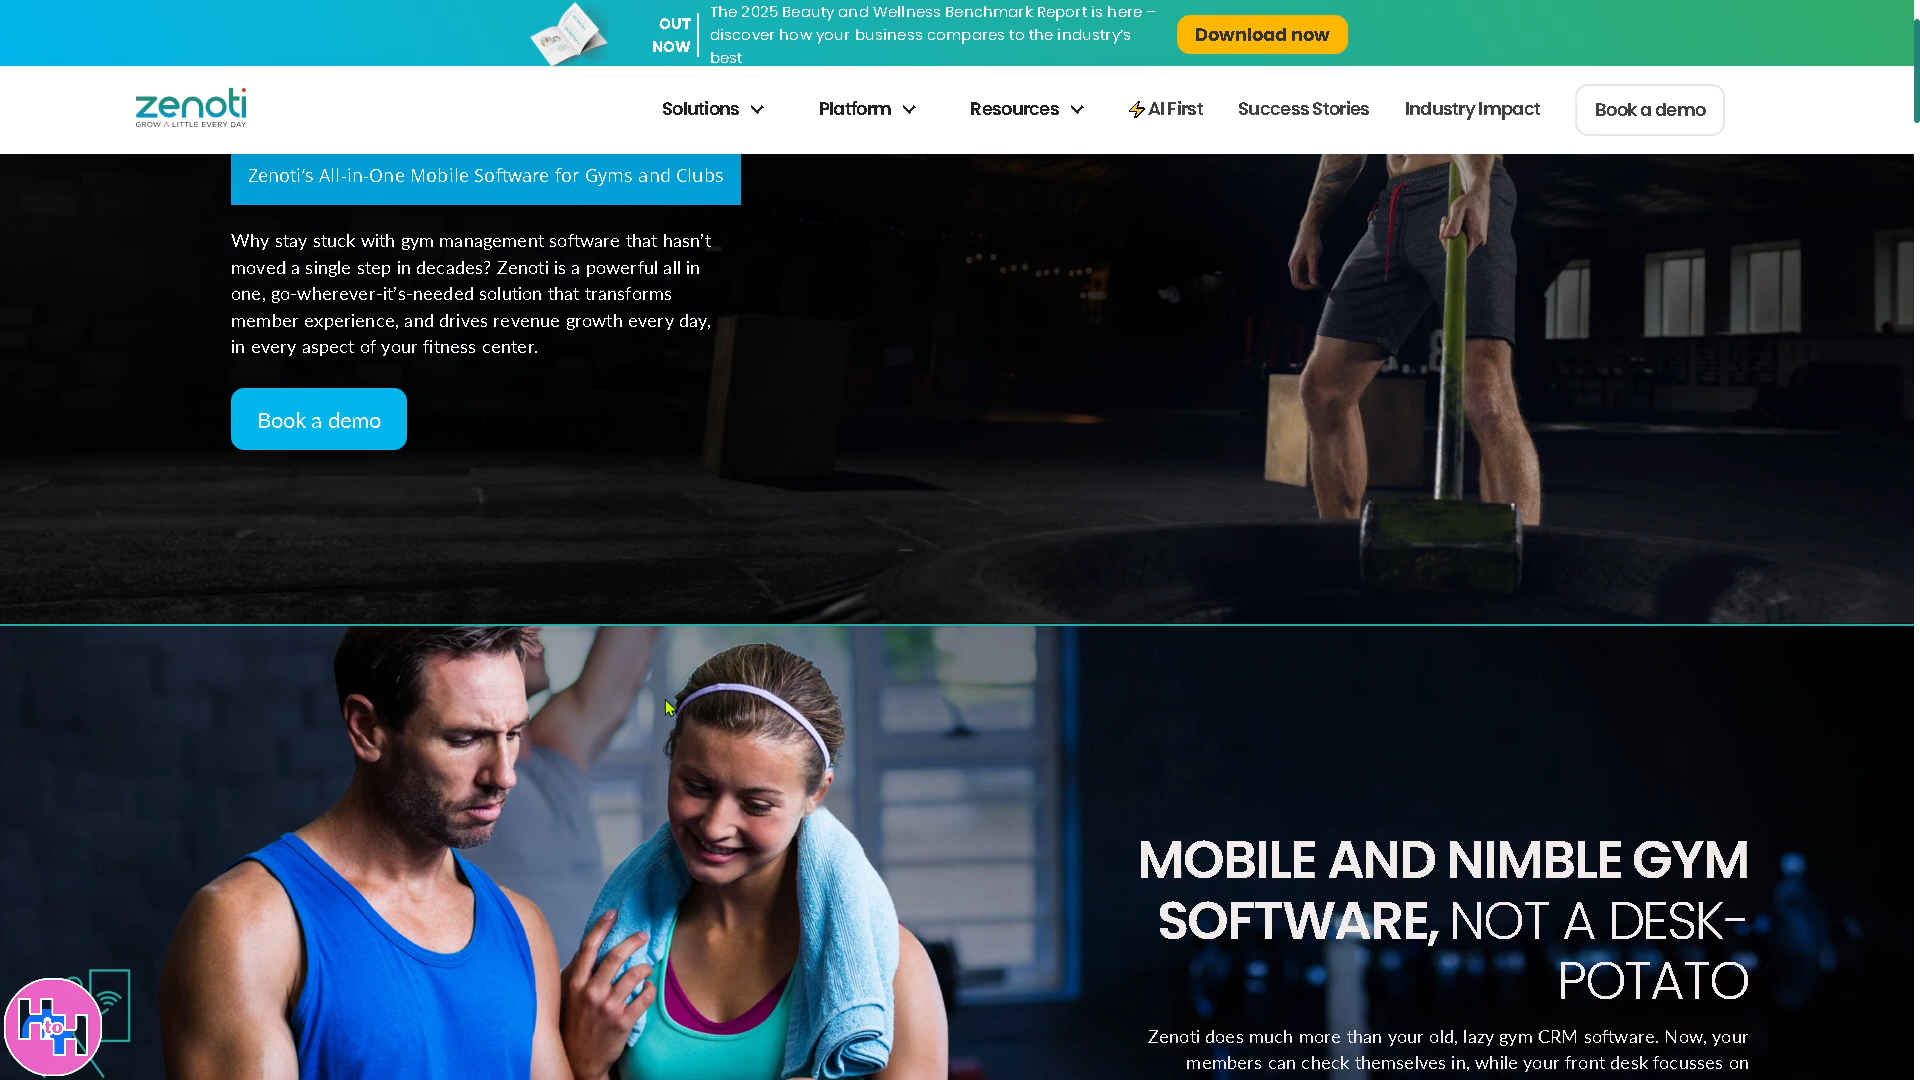 OUT
NOW
The 2025 Beauty and Wellness Benchmark Report is here –
discover how your business compares to the industry's
best
Download now
zenoti
GROW A LITTLE EVERY DAY
Solutions
Platform
Resources
⚡AI First
Success Stories
Industry Impact
Book a demo
Zenoti's All-in-One Mobile Software for Gyms and Clubs
Why stay stuck with gym management software that hasn't
moved a single step in decades? Zenoti is a powerful all in
one, go-wherever-it's-needed solution that transforms
member experience, and drives revenue growth every day,
in every aspect of your fitness center.
Book a demo
MOBILE AND NIMBLE GYM
SOFTWARE, NOT A DESK-
POTATO
Zenoti does much more than your old, lazy gym CRM software. Now, your
members can check themselves in, while your front desk focusses on
H to H